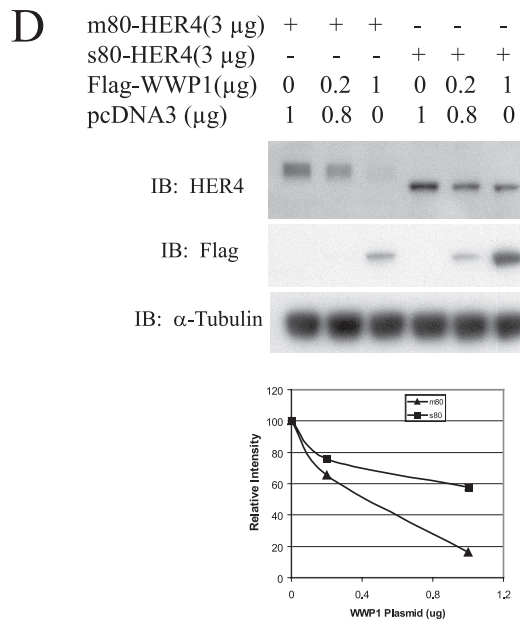 D
m80-HER4(3 µg) + + + - - -
s80-HER4(3 µg) - - - + + +
Flag-WWP1(µg) 0 0.2 1 0 0.2 1
pcDNA3 (µg) 1 0.8 0 1 0.8 0
IB: HER4
IB: Flag
IB: α-Tubulin
120
100
80
60
40
20
0
Relative Intensity
m80
s80
0 0.4 0.8 1.2
WWP1 Plasmid (ug)